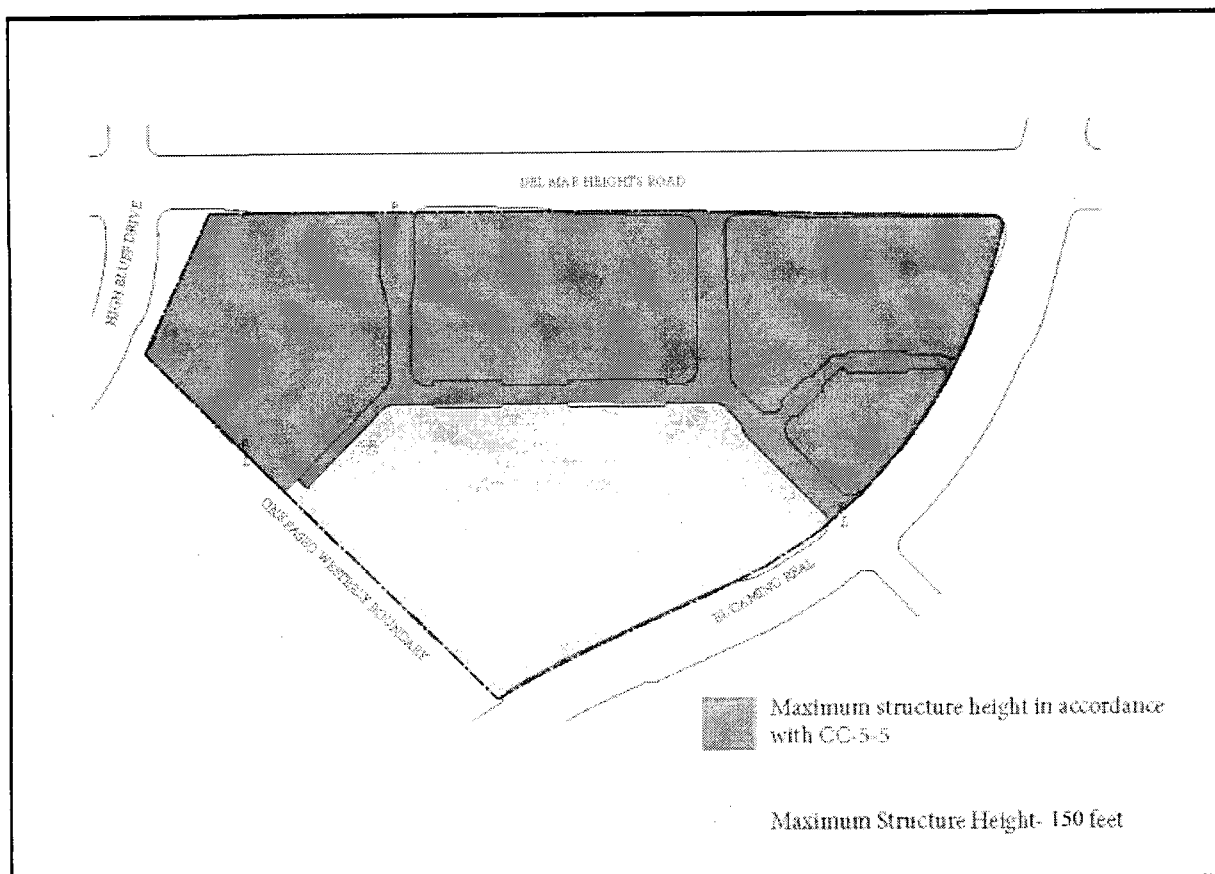 DEL MAR HEIGHTS ROAD
HIGH BLUFF DRIVE
ONE PASEO WESTERLY BOUNDARY
EL CAMINO REAL
Maximum structure height in accordance
with CC-5-5
Maximum Structure Height- 150 feet